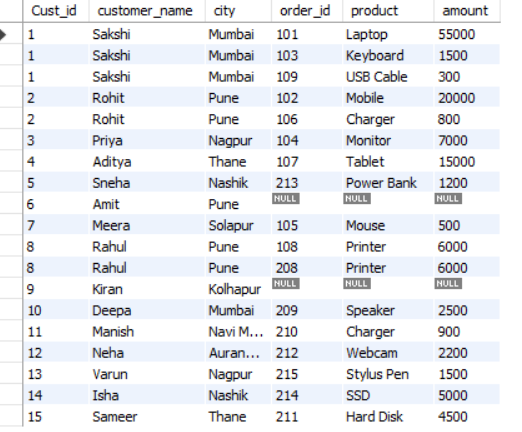 Cust_id customer_name city order_id product amount
1 Sakshi Mumbai 101 Laptop 55000
1 Sakshi Mumbai 103 Keyboard 1500
1 Sakshi Mumbai 109 USB Cable 300
2 Rohit Pune 102 Mobile 20000
2 Rohit Pune 106 Charger 800
3 Priya Nagpur 104 Monitor 7000
4 Aditya Thane 107 Tablet 15000
5 Sneha Nashik 213 Power Bank 1200
6 Amit Pune NULL NULL NULL
7 Meera Solapur 105 Mouse 500
8 Rahul Pune 108 Printer 6000
8 Rahul Pune 208 Printer 6000
9 Kiran Kolhapur NULL NULL NULL
10 Deepa Mumbai 209 Speaker 2500
11 Manish Navi M... 210 Charger 900
12 Neha Auran... 212 Webcam 2200
13 Varun Nagpur 215 Stylus Pen 1500
14 Isha Nashik 214 SSD 5000
15 Sameer Thane 211 Hard Disk 4500